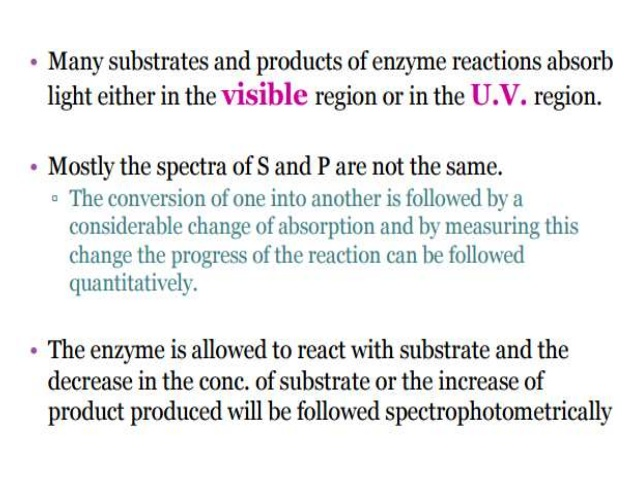 • Many substrates and products of enzyme reactions absorb
light either in the visible region or in the U.V. region.
• Mostly the spectra of S and P are not the same.
▫ The conversion of one into another is followed by a
considerable change of absorption and by measuring this
change the progress of the reaction can be followed
quantitatively.
• The enzyme is allowed to react with substrate and the
decrease in the conc. of substrate or the increase of
product produced will be followed spectrophotometrically